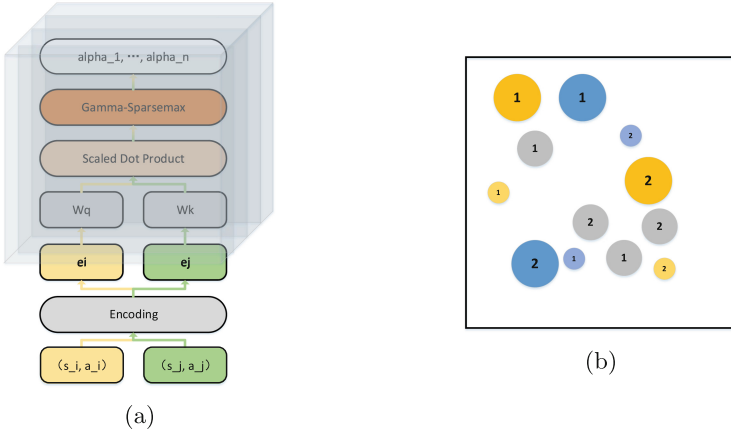 alpha_1, ···, alpha_n
Gamma-Sparsemax
Scaled Dot Product
Wq Wk
ei ej
Encoding
(s_i, a_i) (s_j, a_j)
(a)
1 1
2
1
2
1
2 2
2 1 1 2
(b)